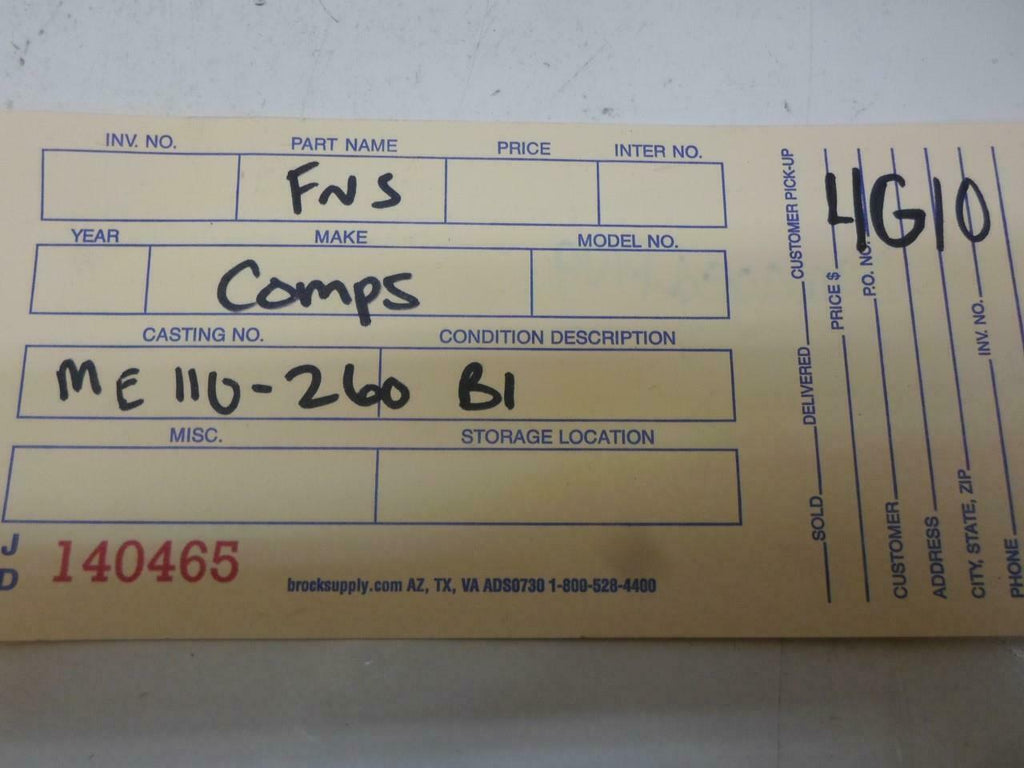 INV. NO. PART NAME PRICE INTER NO.
FNS
YEAR MAKE MODEL NO.
Comps
CASTING NO. CONDITION DESCRIPTION
ME 110-260 B1
MISC. STORAGE LOCATION
J
D
140465
brocksupply.com AZ, TX, VA ADS0730 1-800-528-4400
4G10
SOLD DELIVERED CUSTOMER PICK-UP
PRICE $
P.O. NO.
CUSTOMER
ADDRESS
CITY, STATE, ZIP INV. NO.
PHONE